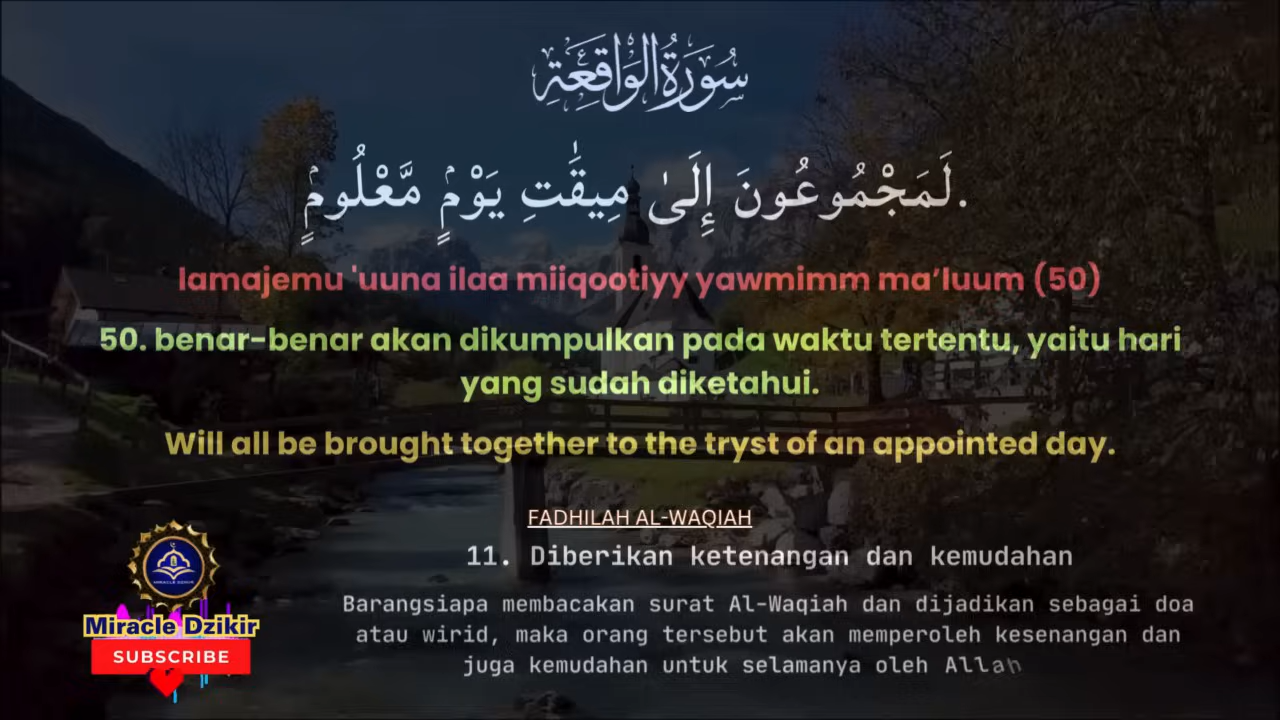 سُورَةُ الْوَاقِعَةِ
لَمَجْمُوعُونَ إِلَىٰ مِيقَٰتِ يَوْمٍۢ مَّعْلُومٍۢ.
lamajemu 'uuna ilaa miiqootiyy yawmimm ma’luum (50)
50. benar-benar akan dikumpulkan pada waktu tertentu, yaitu hari
yang sudah diketahui.
Will all be brought together to the tryst of an appointed day.
FADHILAH AL-WAQIAH
11. Diberikan ketenangan dan kemudahan
Barangsiapa membacakan surat Al-Waqiah dan dijadikan sebagai doa
atau wirid, maka orang tersebut akan memperoleh kesenangan dan
juga kemudahan untuk selamanya oleh Allah
MIRACLE DZIKIR
Miracle Dzikir
SUBSCRIBE